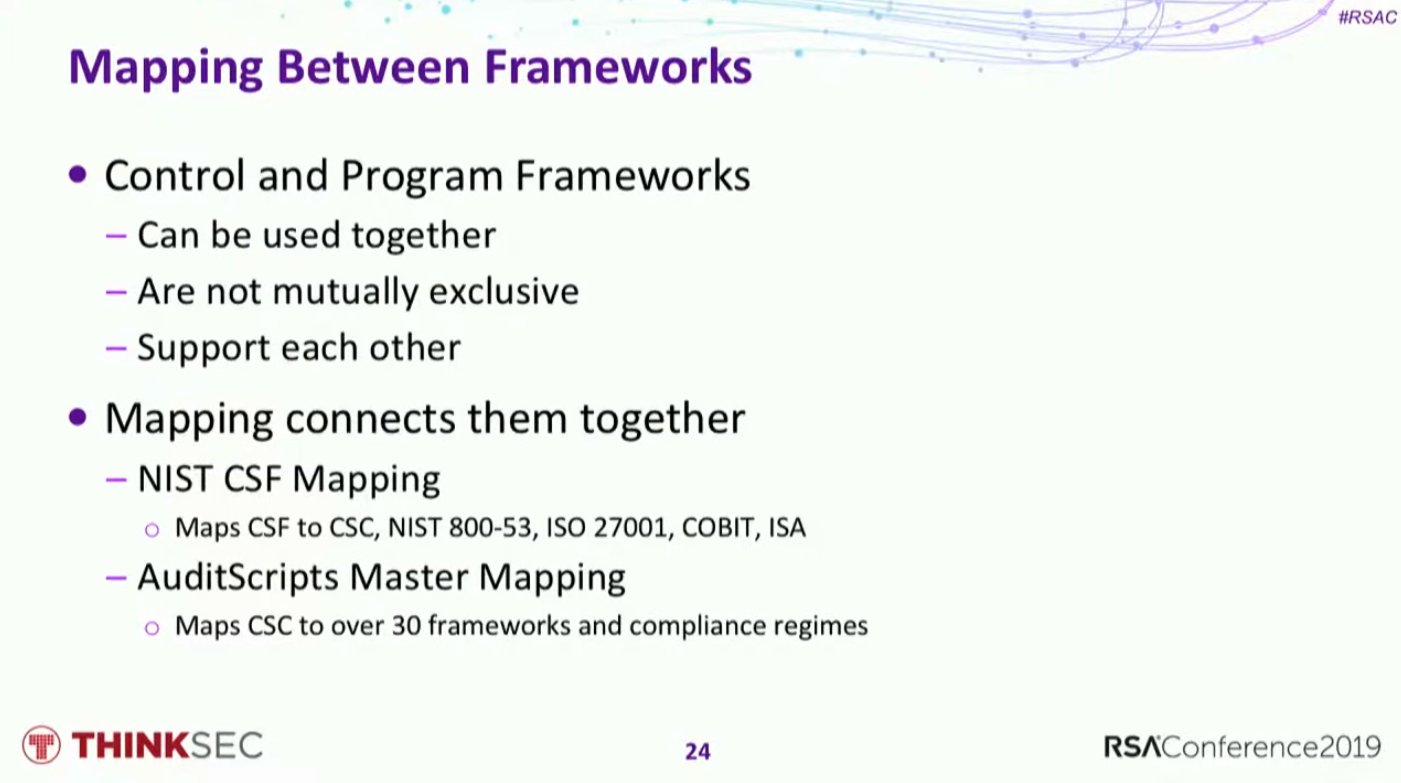 #RSAC
Mapping Between Frameworks
• Control and Program Frameworks
– Can be used together
– Are not mutually exclusive
– Support each other
• Mapping connects them together
– NIST CSF Mapping
○ Maps CSF to CSC, NIST 800-53, ISO 27001, COBIT, ISA
– AuditScripts Master Mapping
○ Maps CSC to over 30 frameworks and compliance regimes
THINKSEC
24
RSAConference2019